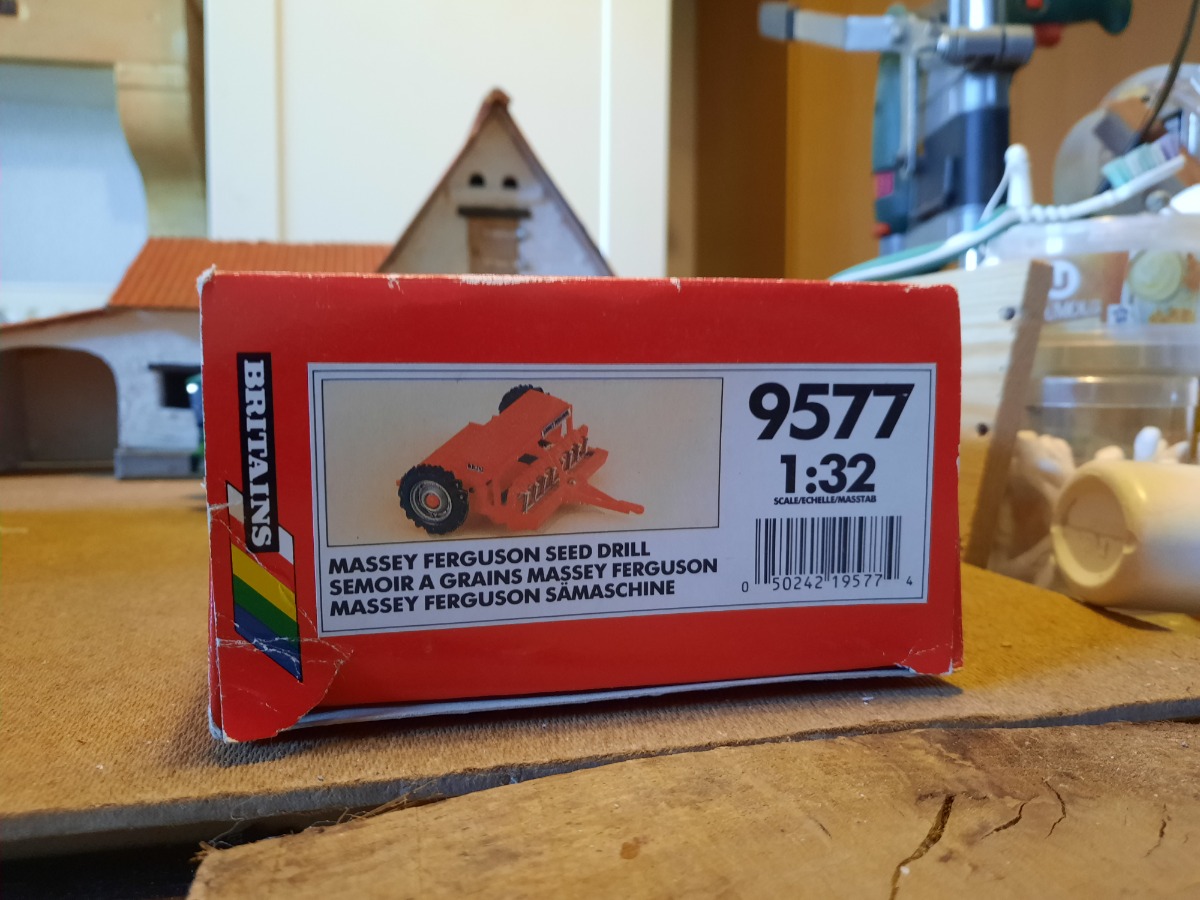 BRITAINS
9577
1:32
SCALE/ECHELLE/MASSTAB
MASSEY FERGUSON SEED DRILL
SEMOIR A GRAINS MASSEY FERGUSON
MASSEY FERGUSON SÄMASCHINE
0 50242 19577 4